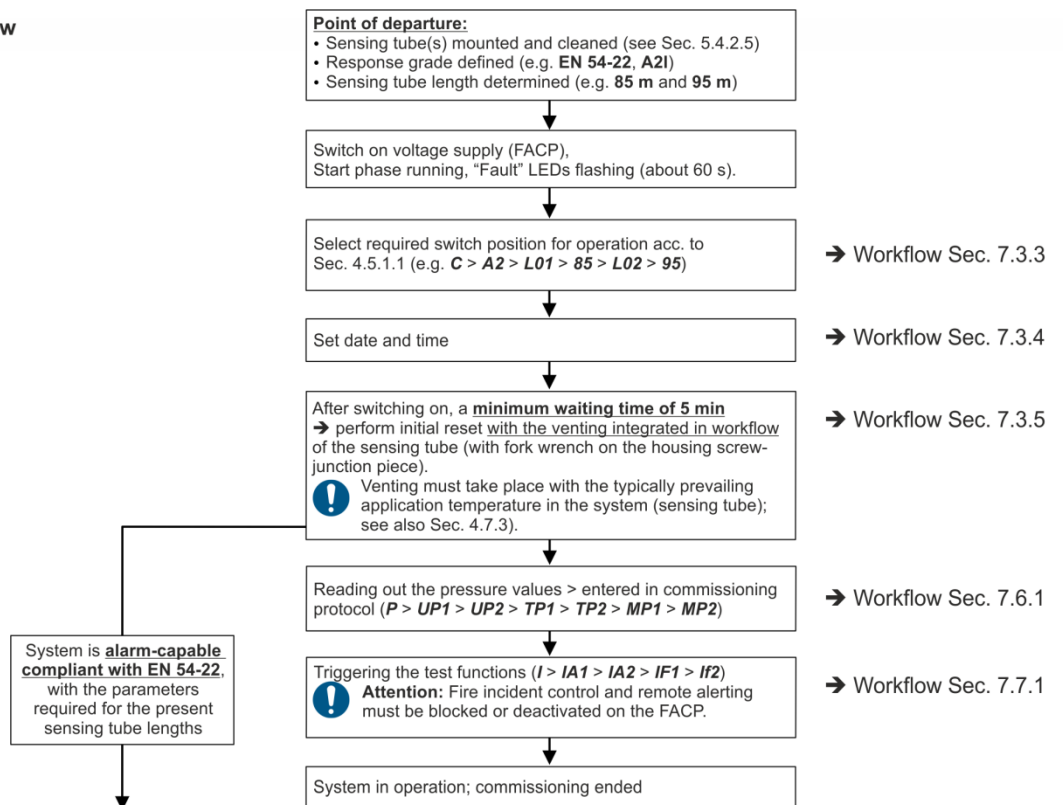 w
Point of departure:
• Sensing tube(s) mounted and cleaned (see Sec. 5.4.2.5)
• Response grade defined (e.g. EN 54-22, A2I)
• Sensing tube length determined (e.g. 85 m and 95 m)
Switch on voltage supply (FACP),
Start phase running, “Fault” LEDs flashing (about 60 s).
Select required switch position for operation acc. to
Sec. 4.5.1.1 (e.g. C > A2 > L01 > 85 > L02 > 95)
➔ Workflow Sec. 7.3.3
Set date and time
➔ Workflow Sec. 7.3.4
After switching on, a minimum waiting time of 5 min
➔ perform initial reset with the venting integrated in workflow
of the sensing tube (with fork wrench on the housing screw-
junction piece).
Venting must take place with the typically prevailing
application temperature in the system (sensing tube);
see also Sec. 4.7.3).
➔ Workflow Sec. 7.3.5
Reading out the pressure values > entered in commissioning
protocol (P > UP1 > UP2 > TP1 > TP2 > MP1 > MP2)
➔ Workflow Sec. 7.6.1
System is alarm-capable
compliant with EN 54-22,
with the parameters
required for the present
sensing tube lengths
Triggering the test functions (I > IA1 > IA2 > IF1 > If2)
Attention: Fire incident control and remote alerting
must be blocked or deactivated on the FACP.
➔ Workflow Sec. 7.7.1
System in operation; commissioning ended